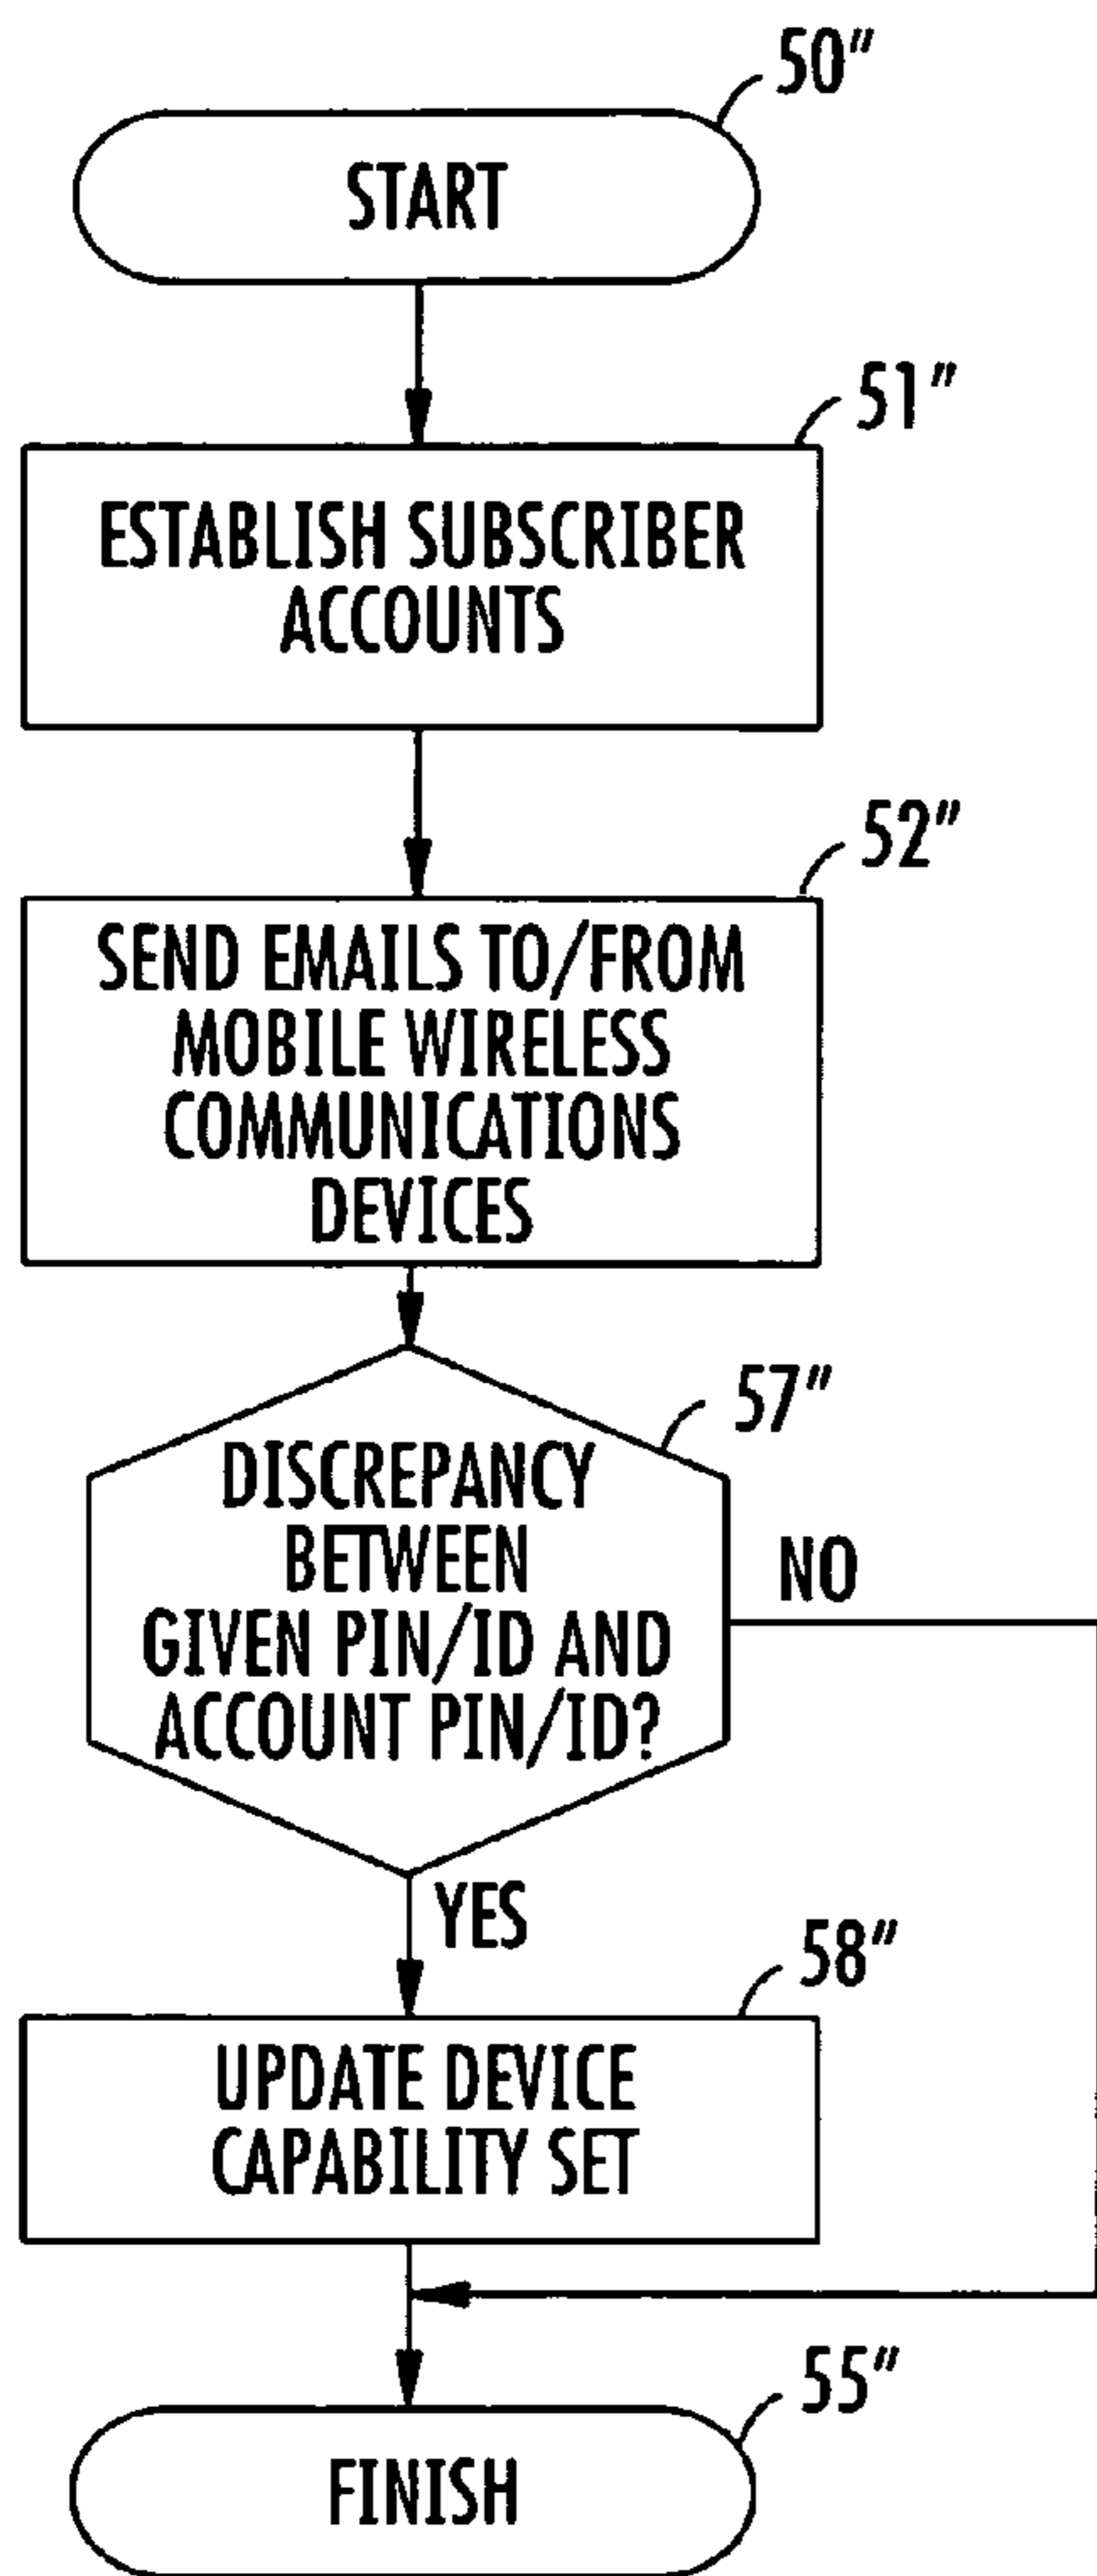 50"
START
51"
ESTABLISH SUBSCRIBER
ACCOUNTS
52"
SEND EMAILS TO/FROM
MOBILE WIRELESS
COMMUNICATIONS
DEVICES
57"
DISCREPANCY
BETWEEN
GIVEN PIN/ID AND
ACCOUNT PIN/ID?
NO
YES
58"
UPDATE DEVICE
CAPABILITY SET
55"
FINISH